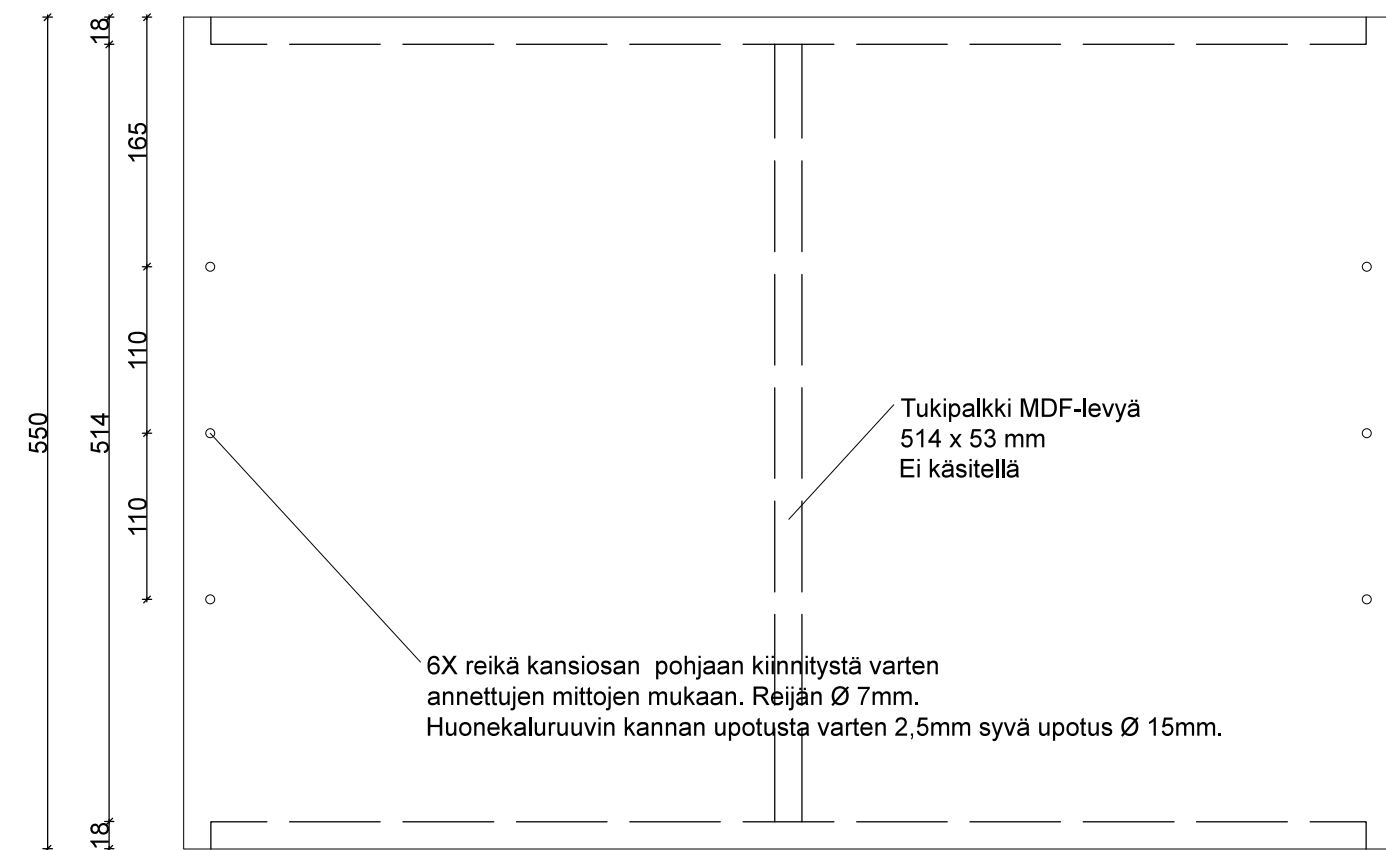 18
165
110
550
514
110
18
Tukipalkki MDF-levyä
514 x 53 mm
Ei käsitellä
6X reikä kansiosan pohjaan kiinnitystä varten
annettujen mittojen mukaan. Reijän Ø 7mm.
Huonekaluruuvin kannan upotusta varten 2,5mm syvä upotus Ø 15mm.